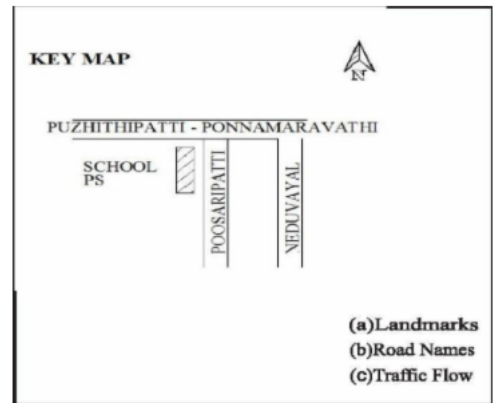 KEY MAP
N
PUZHITHIPATTI - PONNAMARAVATHI
SCHOOL
PS
POOSARIPATTI
NEDUVAYAL
(a)Landmarks
(b)Road Names
(c)Traffic Flow